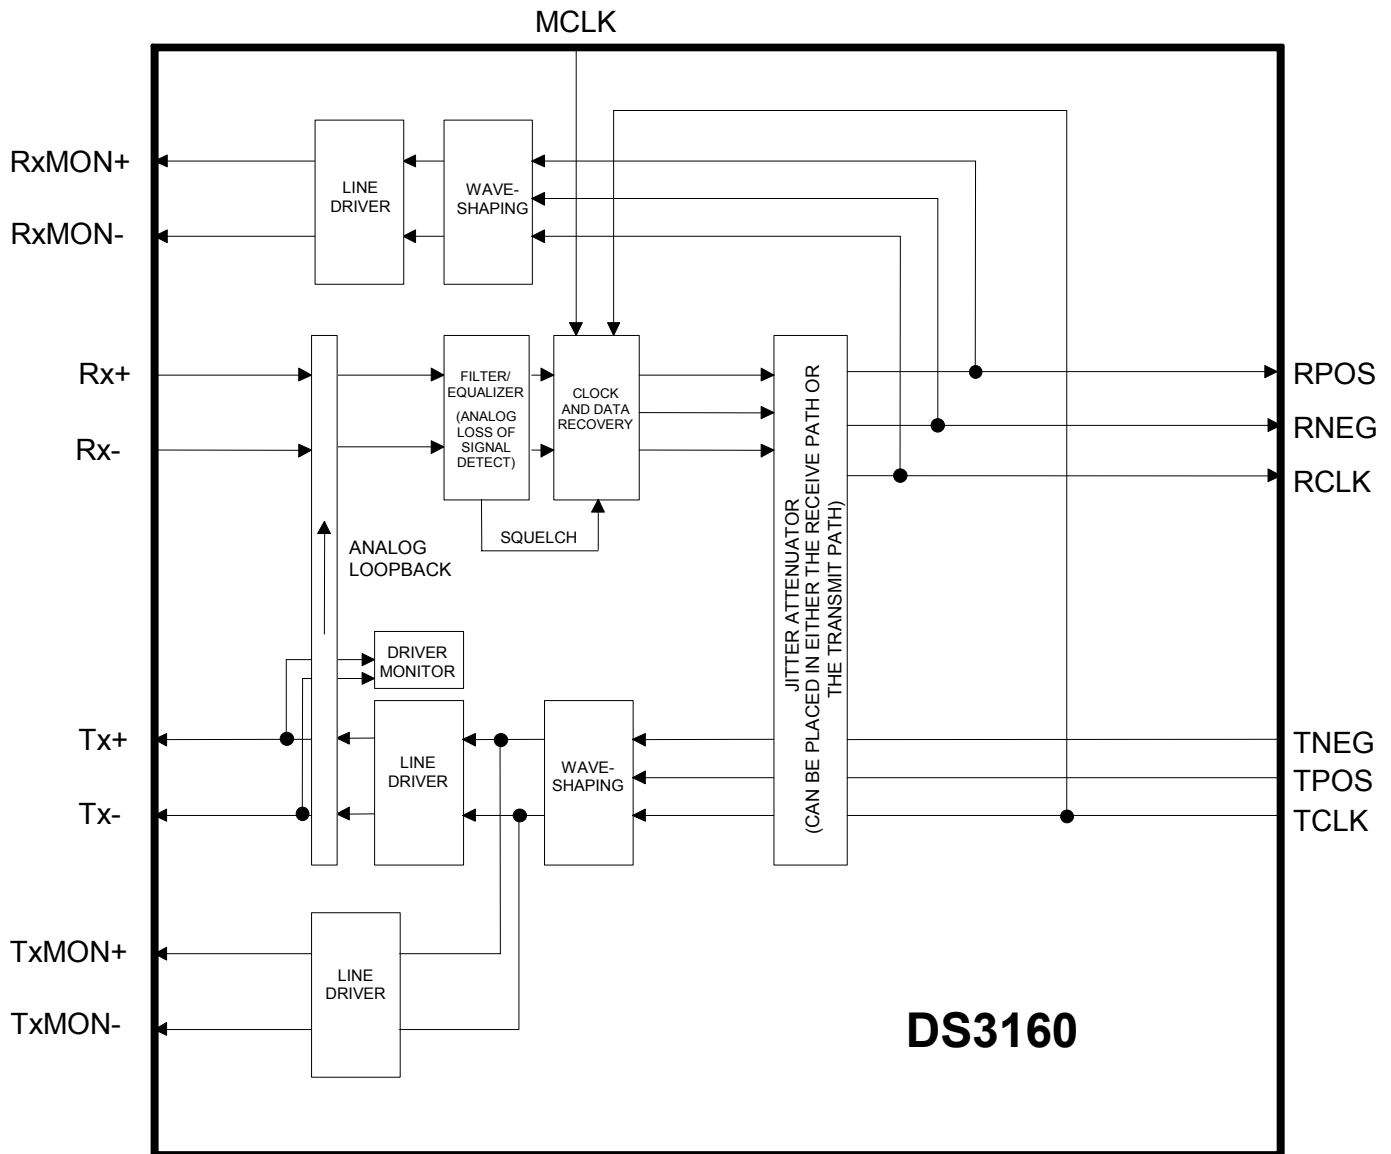 MCLK
RxMON+
RxMON-
LINE
DRIVER
WAVE-
SHAPING
Rx+
Rx-
FILTER/
EQUALIZER
(ANALOG
LOSS OF
SIGNAL
DETECT)
CLOCK
AND DATA
RECOVERY
SQUELCH
ANALOG
LOOPBACK
JITTER ATTENUATOR
(CAN BE PLACED IN EITHER THE RECEIVE PATH OR
THE TRANSMIT PATH)
RPOS
RNEG
RCLK
DRIVER
MONITOR
Tx+
Tx-
LINE
DRIVER
WAVE-
SHAPING
TNEG
TPOS
TCLK
TxMON+
TxMON-
LINE
DRIVER
DS3160